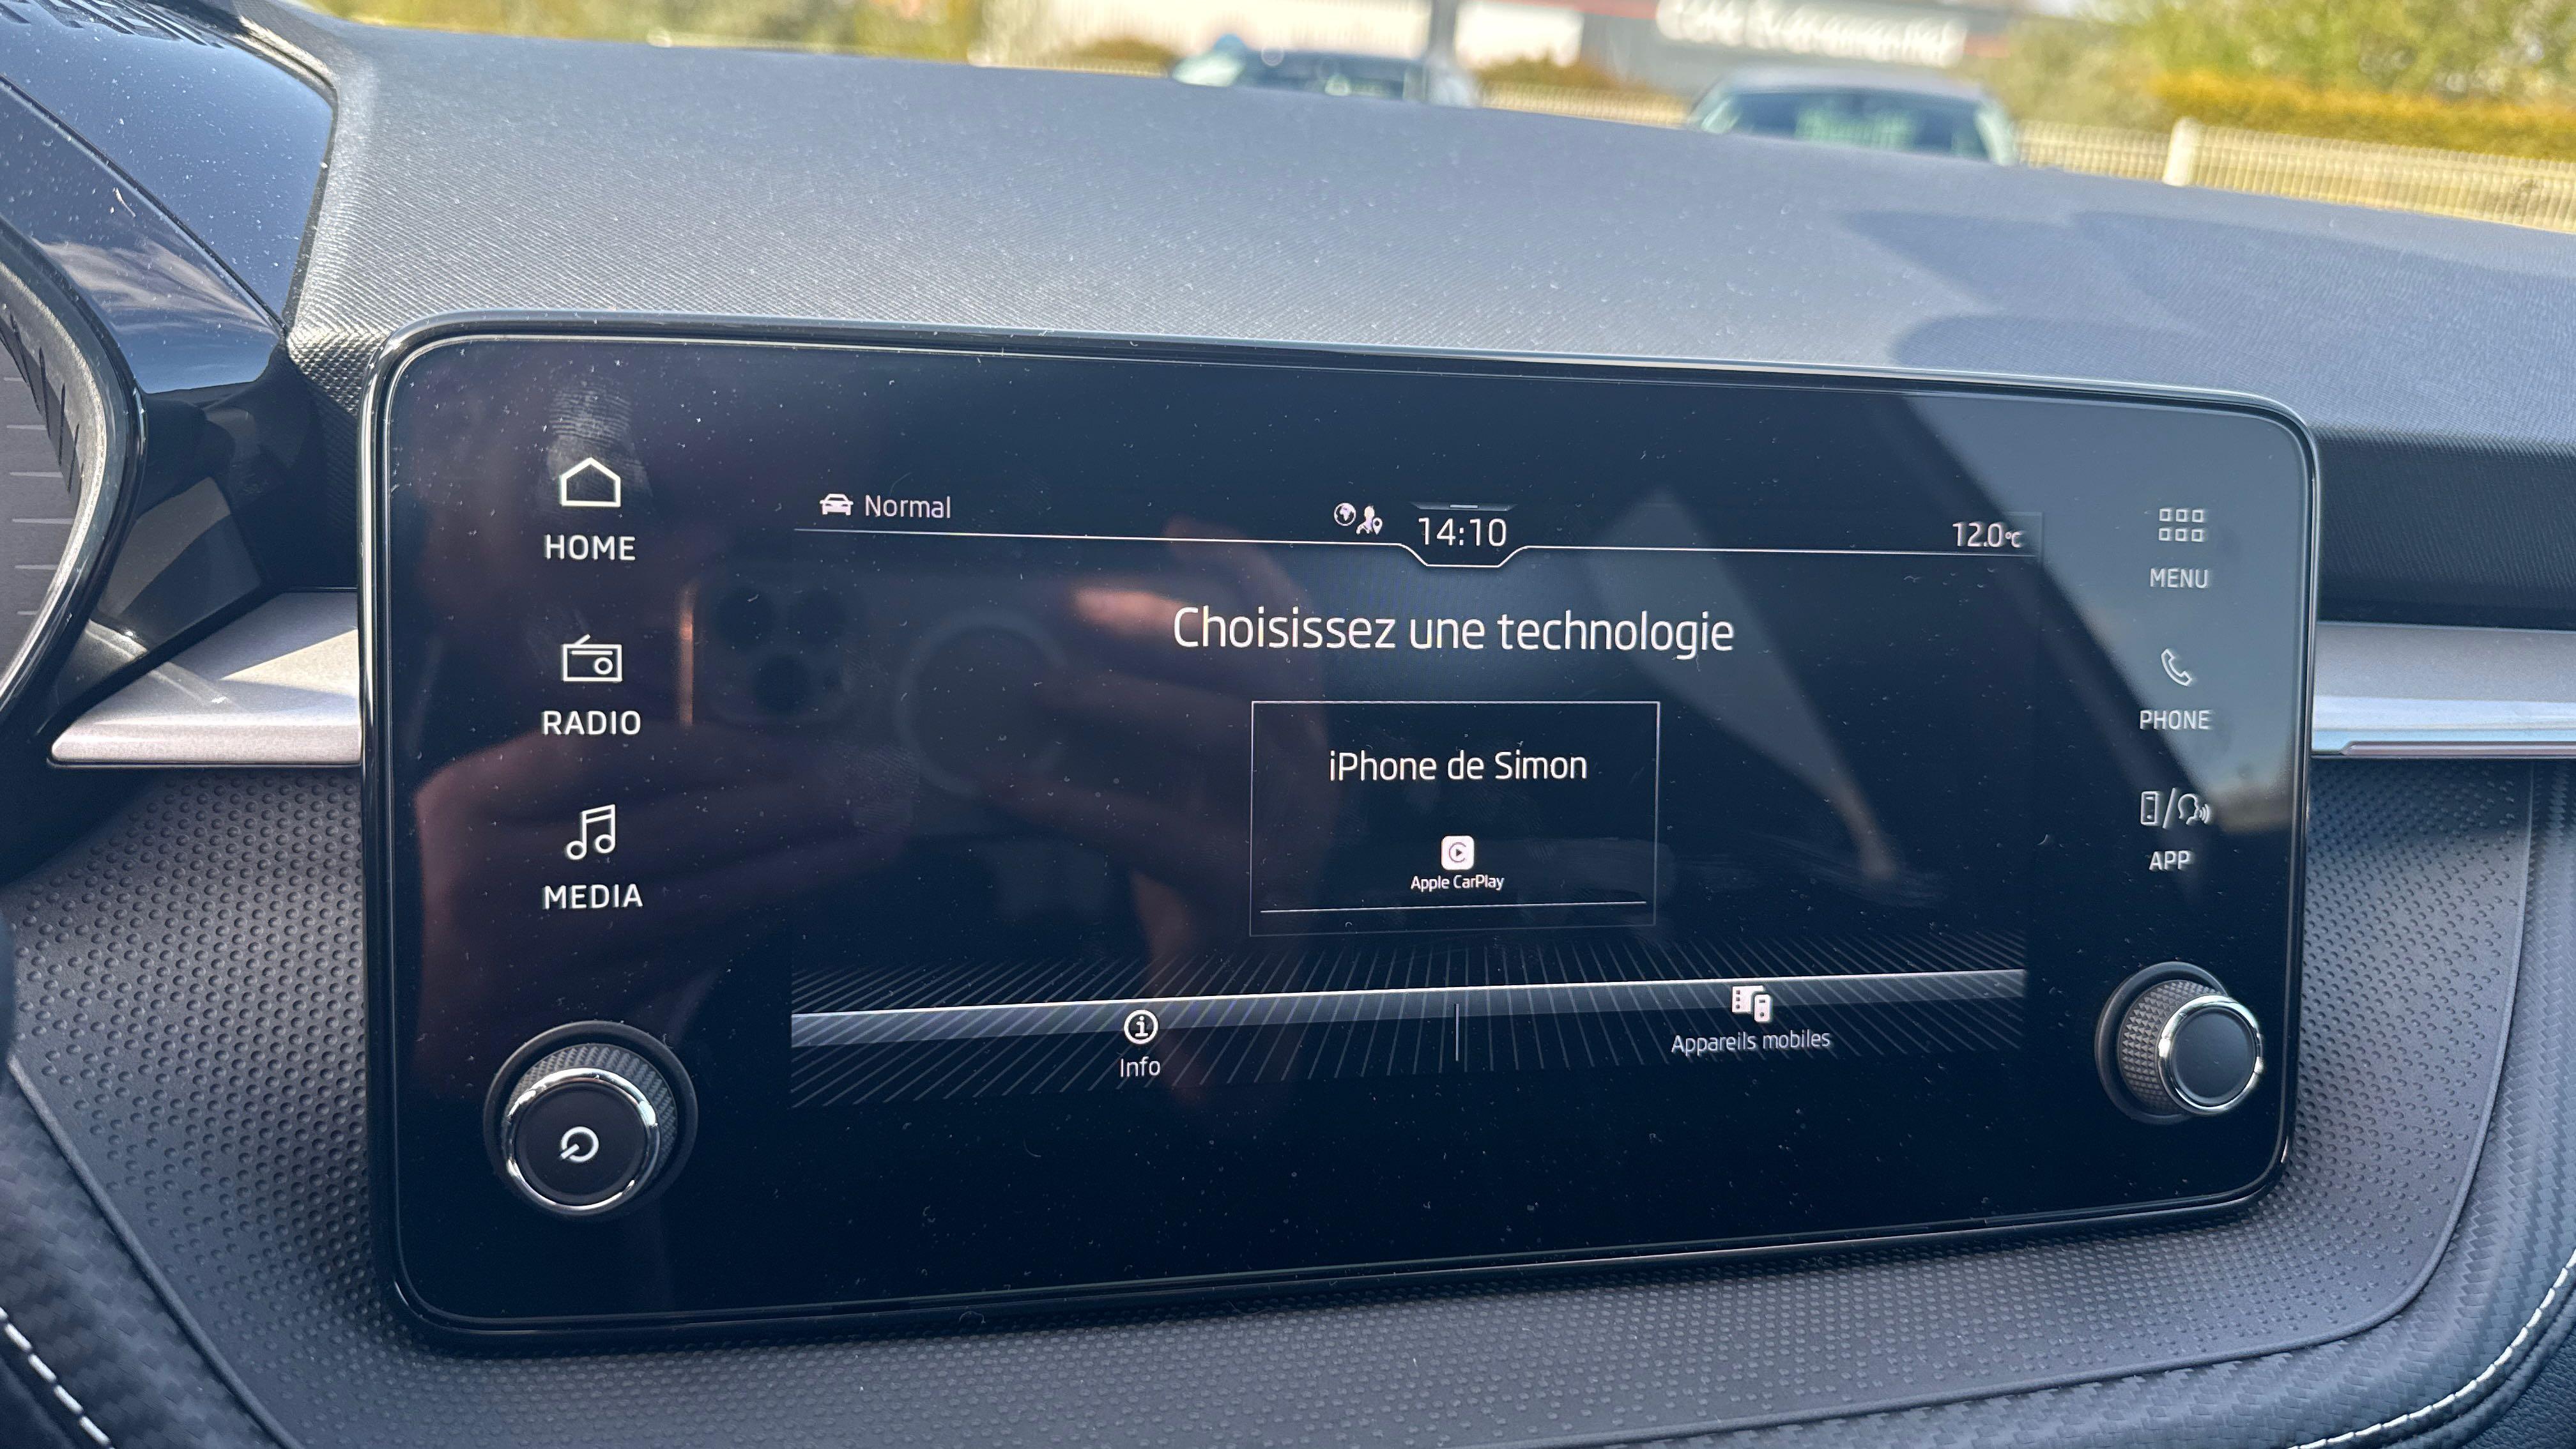 Normal
14:10
12.0°C
HOME
RADIO
MEDIA
Choisissez une technologie
iPhone de Simon
Apple CarPlay
Info
Appareils mobiles
MENU
PHONE
APP